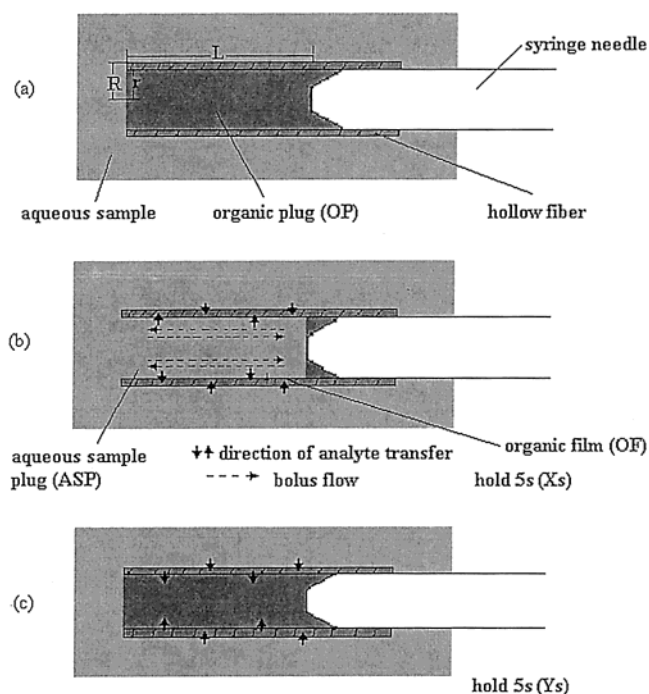 L
syringe needle
(a)
R
r
aqueous sample
organic plug (OP)
hollow fiber
(b)
aqueous sample
plug (ASP)
direction of analyte transfer
bolus flow
organic film (OF)
hold 5s (Xs)
(c)
hold 5s (Ys)